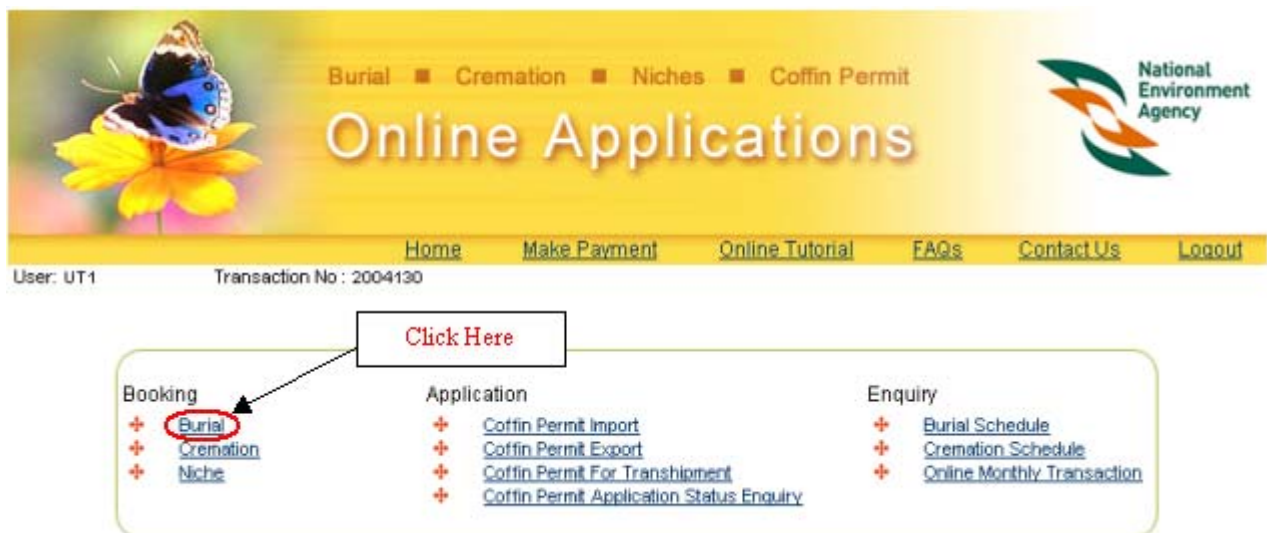 Burial ■ Cremation ■ Niches ■ Coffin Permit
Online Applications
National
Environment
Agency
Home Make Payment Online Tutorial FAQs Contact Us Logout
User: UT1 Transaction No : 2004130
Click Here
Booking
Burial
Cremation
Niche
Application
Coffin Permit Import
Coffin Permit Export
Coffin Permit For Transhipment
Coffin Permit Application Status Enquiry
Enquiry
Burial Schedule
Cremation Schedule
Online Monthly Transaction